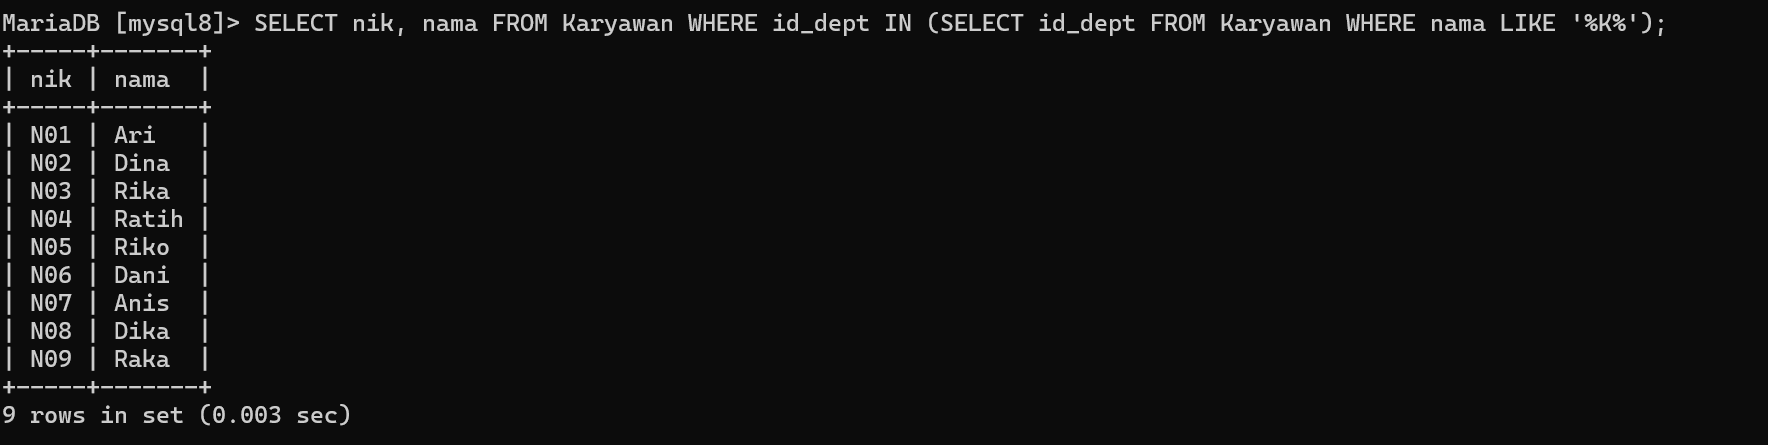 MariaDB [mysql8]> SELECT nik, nama FROM Karyawan WHERE id_dept IN (SELECT id_dept FROM Karyawan WHERE nama LIKE '%K%');
+-----+-------+
| nik | nama  |
+-----+-------+
| N01 | Ari   |
| N02 | Dina  |
| N03 | Rika  |
| N04 | Ratih |
| N05 | Riko  |
| N06 | Dani  |
| N07 | Anis  |
| N08 | Dika  |
| N09 | Raka  |
+-----+-------+
9 rows in set (0.003 sec)